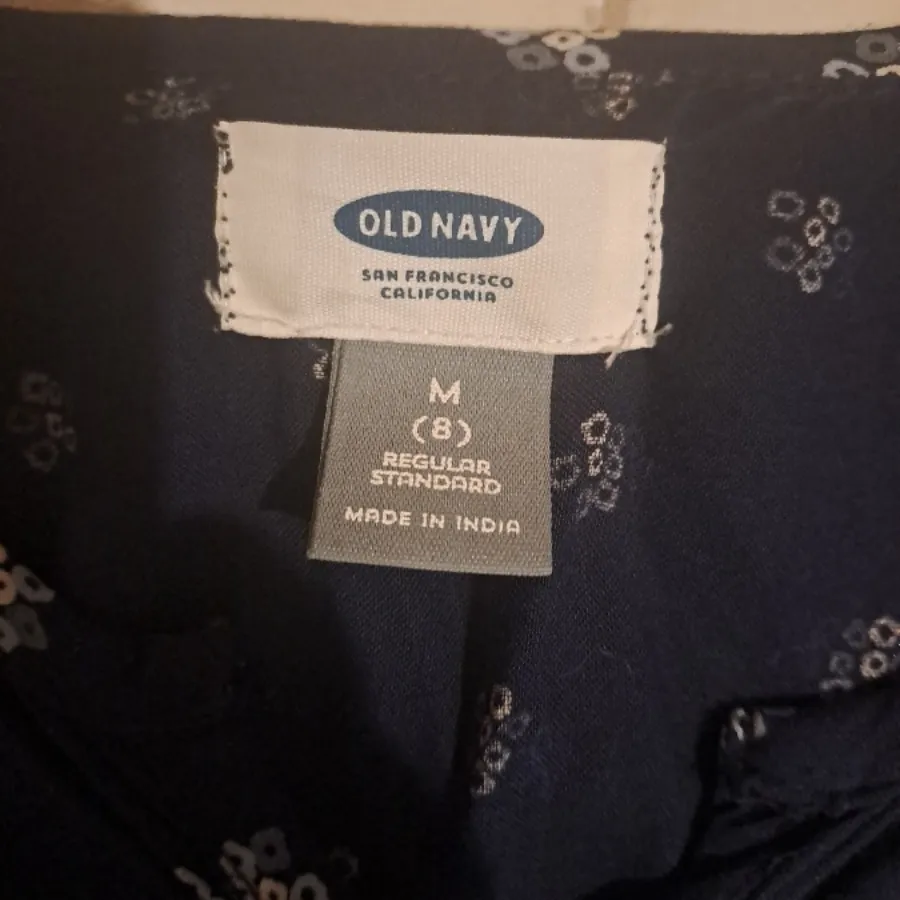 OLD NAVY
SAN FRANCISCO
CALIFORNIA
M
(8)
REGULAR
STANDARD
MADE IN INDIA